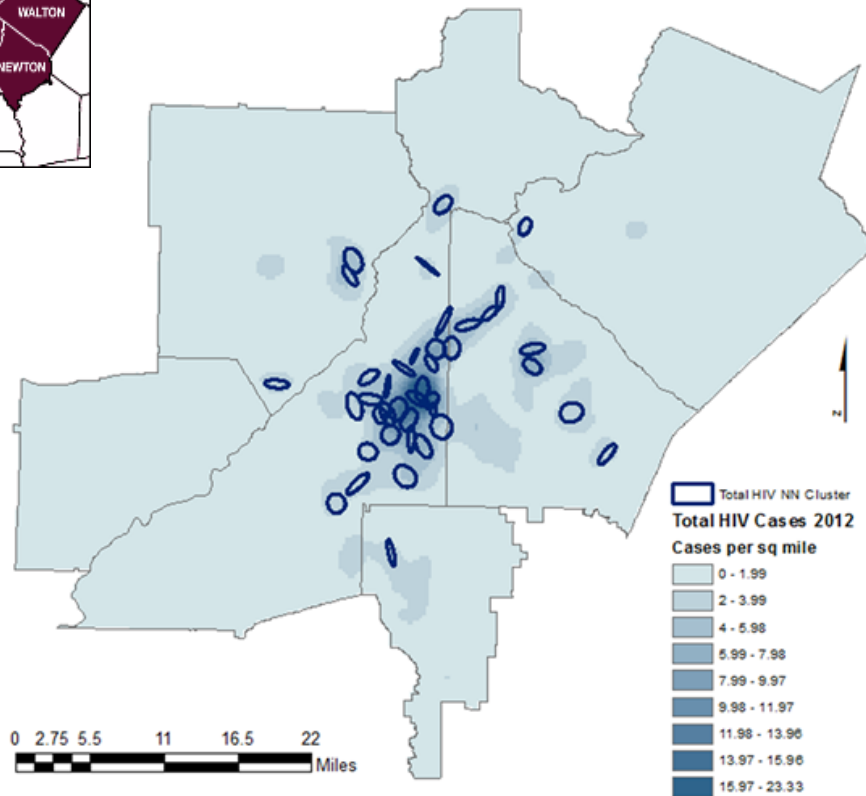 WALTON
NEWTON
Z
Total HIV NN Cluster
Total HIV Cases 2012
Cases per sq mile
0 - 1.99
2 - 3.99
4 - 5.98
5.99 - 7.98
7.99 - 9.97
9.98 - 11.97
11.98 - 13.96
13.97 - 15.96
15.97 - 23.33
0 2.75 5.5 11 16.5 22
Miles